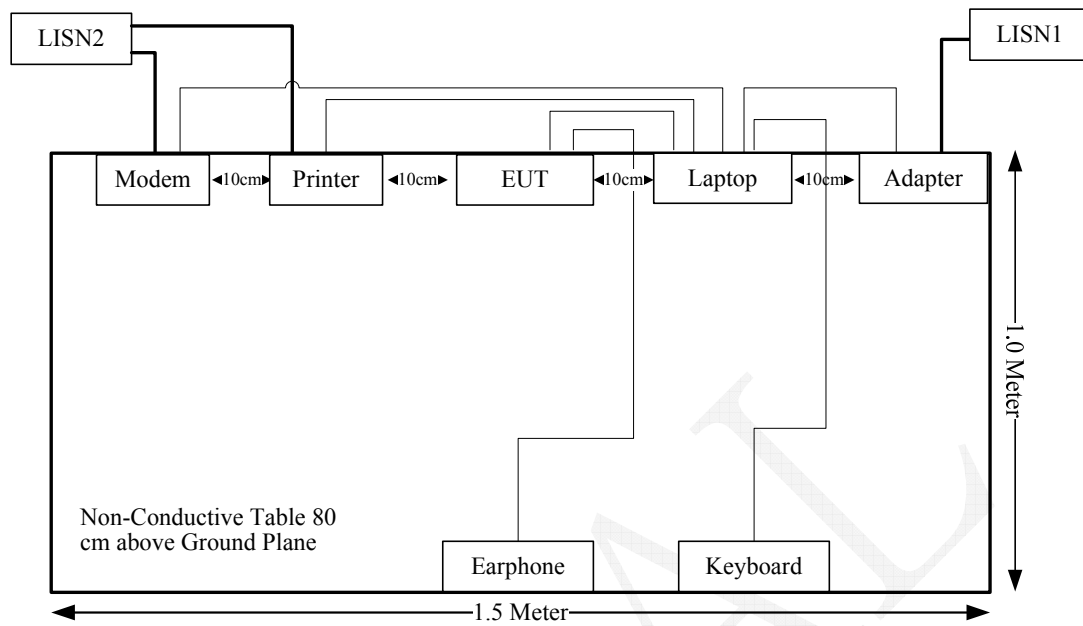 LISN2
LISN1
Modem
10cm
Printer
10cm
EUT
10cm
Laptop
10cm
Adapter
1.0 Meter
Non-Conductive Table 80
cm above Ground Plane
Earphone
Keyboard
1.5 Meter